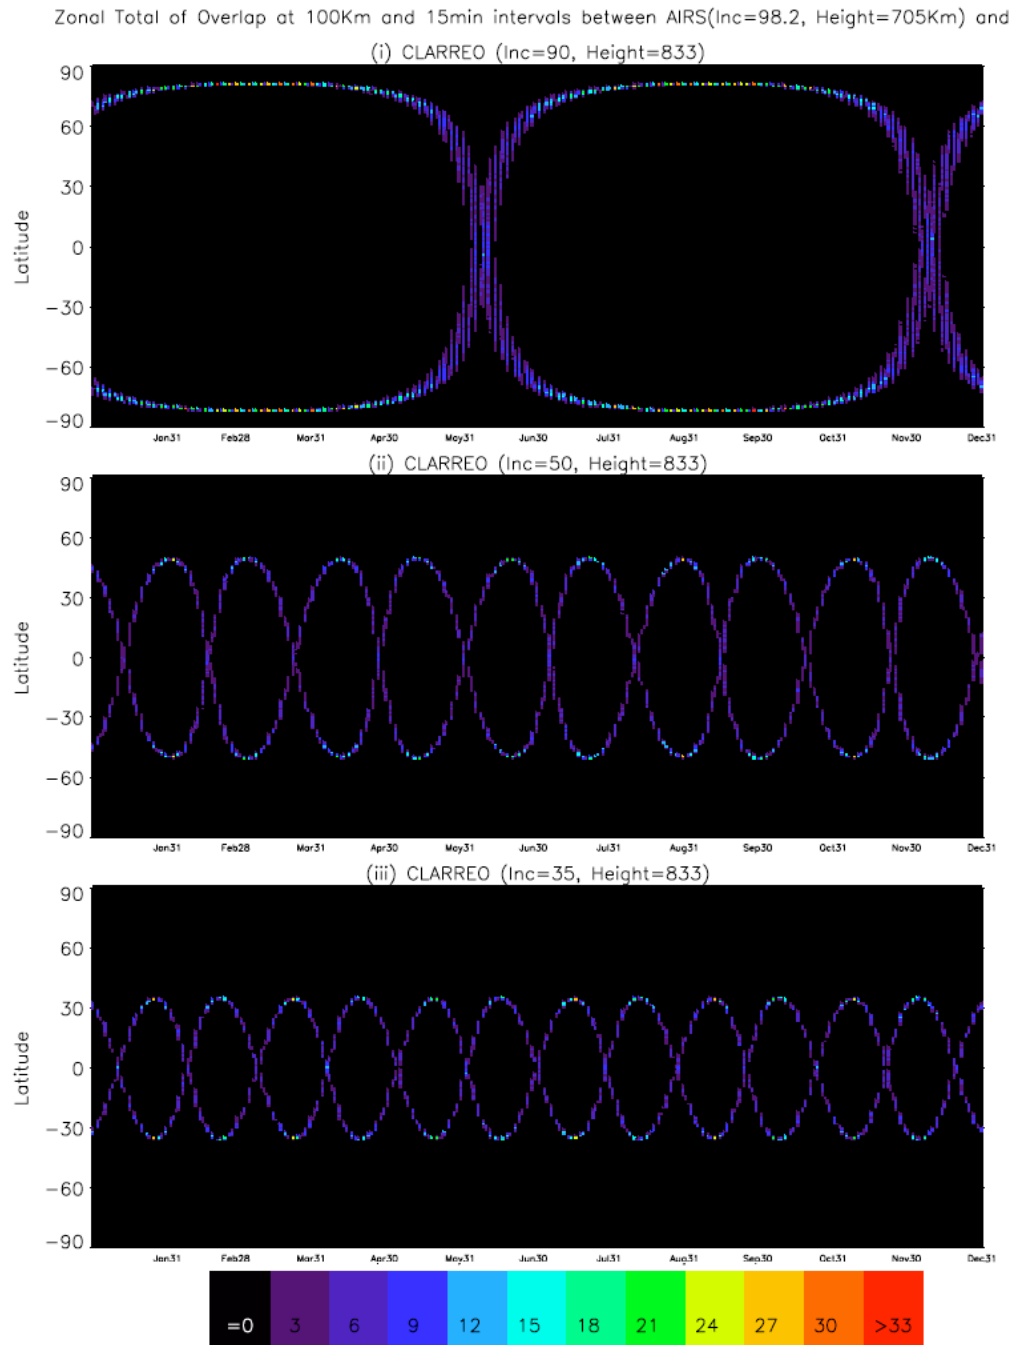 Zonal Total of Overlap at 100Km and 15min intervals between AIRS(Inc=98.2, Height=705Km) and
(i) CLARREO (Inc=90, Height=833)
90
60
30
0
−30
−60
−90
Latitude
Jan31 Feb28 Mar31 Apr30 May31 Jun30 Jul31 Aug31 Sep30 Oct31 Nov30 Dec31
(ii) CLARREO (Inc=50, Height=833)
90
60
30
0
−30
−60
−90
Latitude
Jan31 Feb28 Mar31 Apr30 May31 Jun30 Jul31 Aug31 Sep30 Oct31 Nov30 Dec31
(iii) CLARREO (Inc=35, Height=833)
90
60
30
0
−30
−60
−90
Latitude
Jan31 Feb28 Mar31 Apr30 May31 Jun30 Jul31 Aug31 Sep30 Oct31 Nov30 Dec31
=0 3 6 9 12 15 18 21 24 27 30 >33